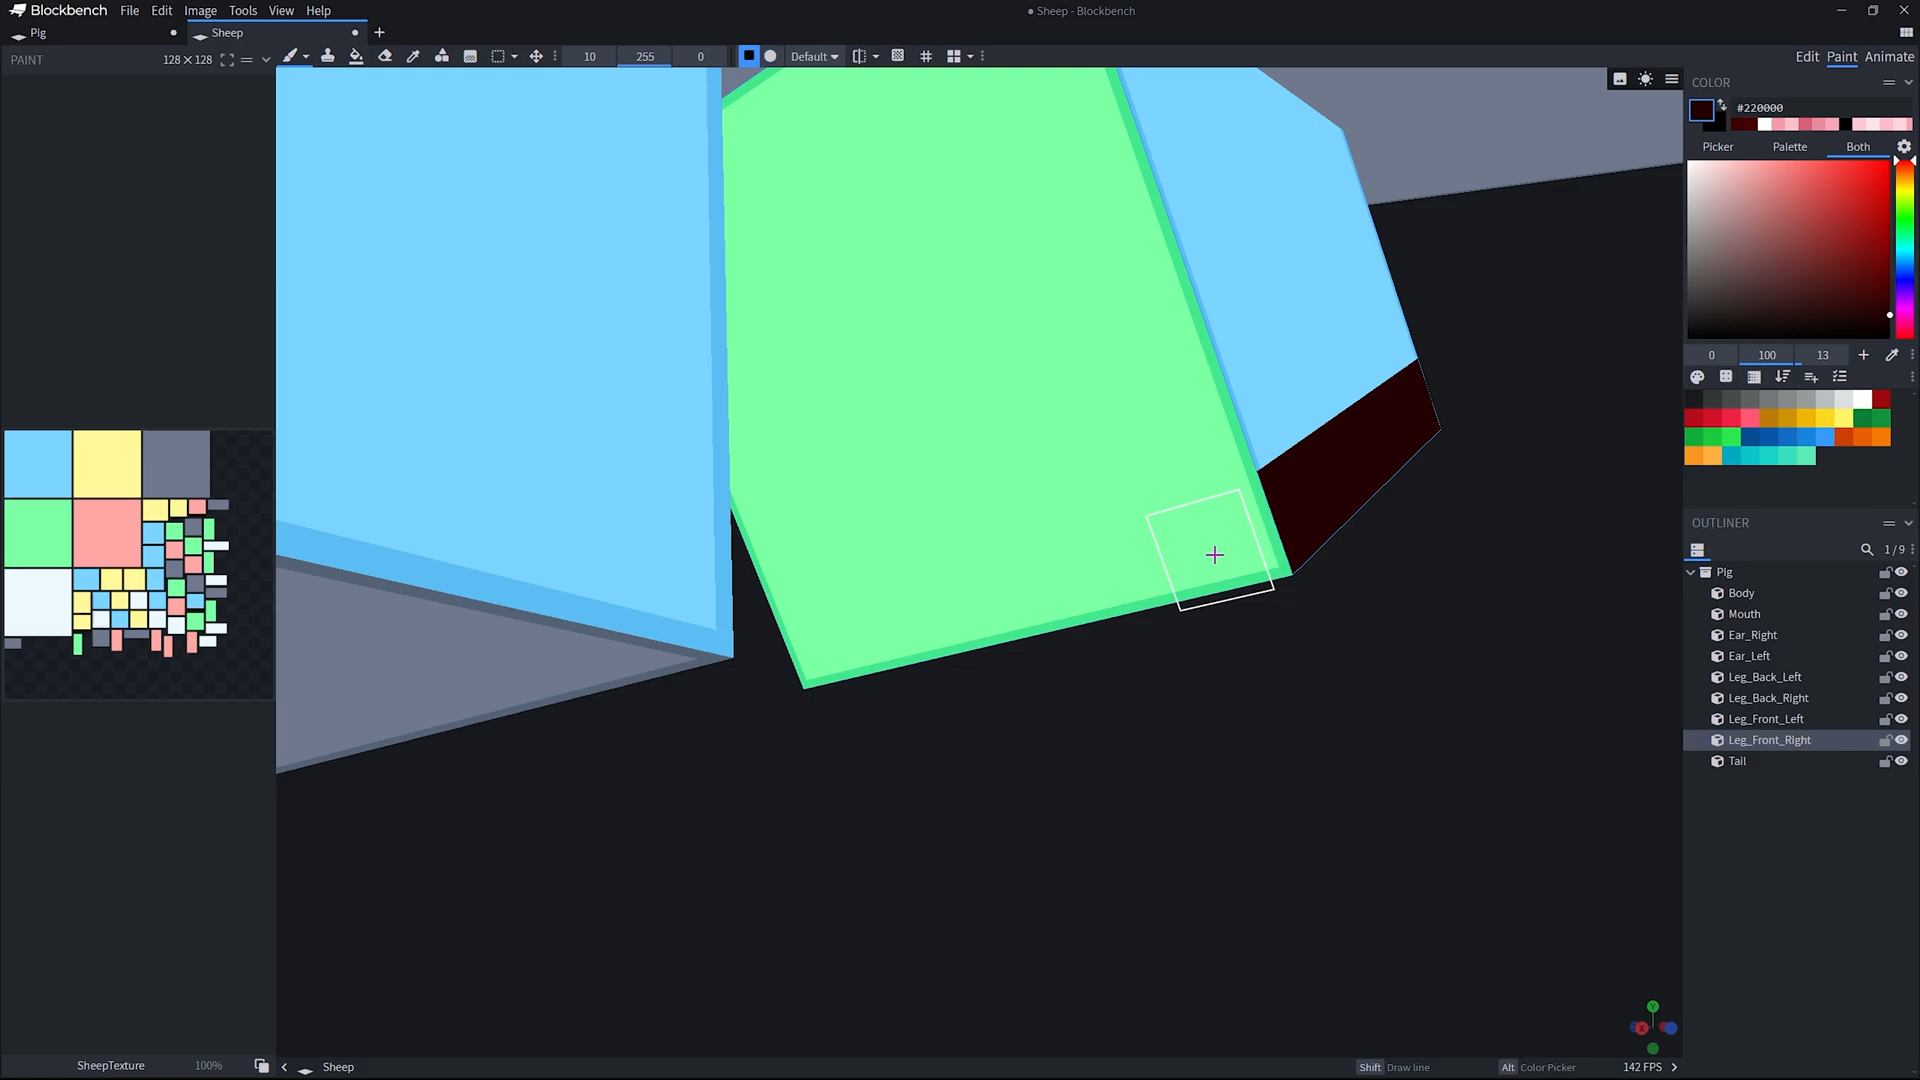 Blockbench File Edit Image Tools View Help
Sheep - Blockbench
Pig
Sheep
PAINT 128 × 128
10 255 0 Default
Edit Paint Animate
COLOR
#220000
Picker Palette Both
0 100 13
OUTLINER
1 / 9
Pig
Body
Mouth
Ear_Right
Ear_Left
Leg_Back_Left
Leg_Back_Right
Leg_Front_Left
Leg_Front_Right
Tail
Y
X
SheepTexture 100% Sheep Shift Draw line Alt Color Picker 142 FPS